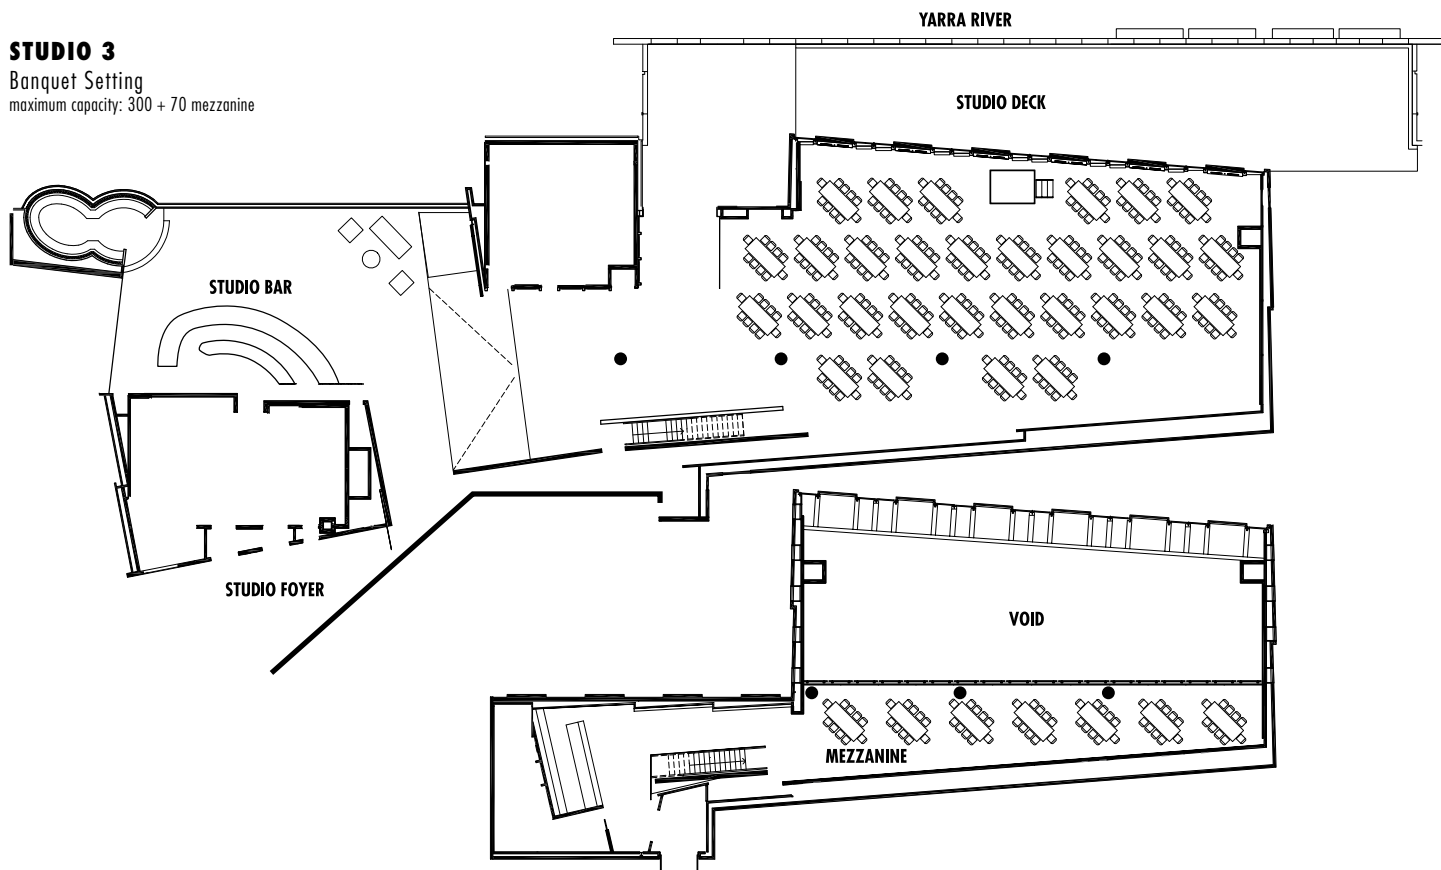 STUDIO 3
Banquet Setting
maximum capacity: 300 + 70 mezzanine
YARRA RIVER
STUDIO DECK
STUDIO BAR
STUDIO FOYER
VOID
MEZZANINE